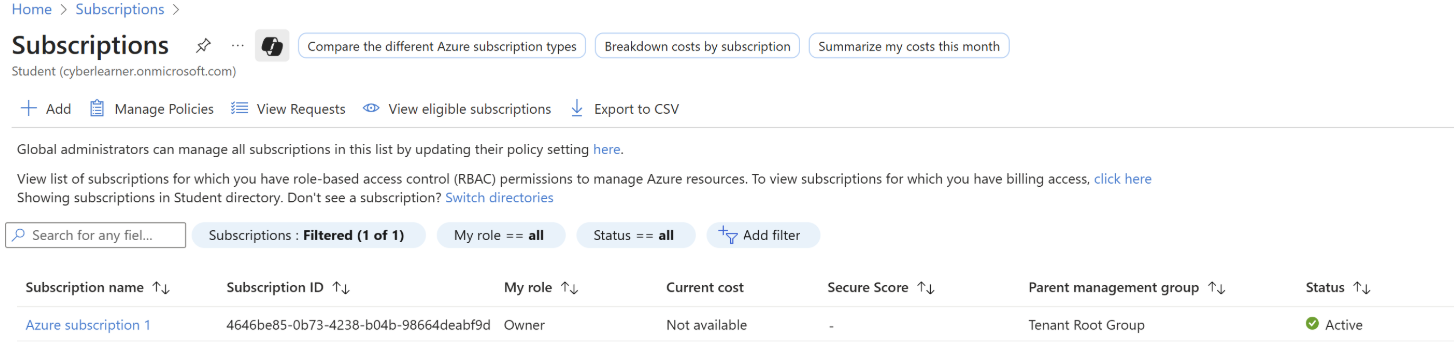 Home > Subscriptions >
Subscriptions ... Compare the different Azure subscription types Breakdown costs by subscription Summarize my costs this month
Student (cyberlearner.onmicrosoft.com)
Add Manage Policies View Requests View eligible subscriptions Export to CSV
Global administrators can manage all subscriptions in this list by updating their policy setting here.
View list of subscriptions for which you have role-based access control (RBAC) permissions to manage Azure resources. To view subscriptions for which you have billing access, click here
Showing subscriptions in Student directory. Don't see a subscription? Switch directories
Search for any fiel... Subscriptions : Filtered (1 of 1) My role == all Status == all Add filter
Subscription name ↑↓ Subscription ID ↑↓ My role ↑↓ Current cost Secure Score ↑↓ Parent management group ↑↓ Status ↑↓
Azure subscription 1 4646be85-0b73-4238-b04b-98664deabf9d Owner Not available - Tenant Root Group Active